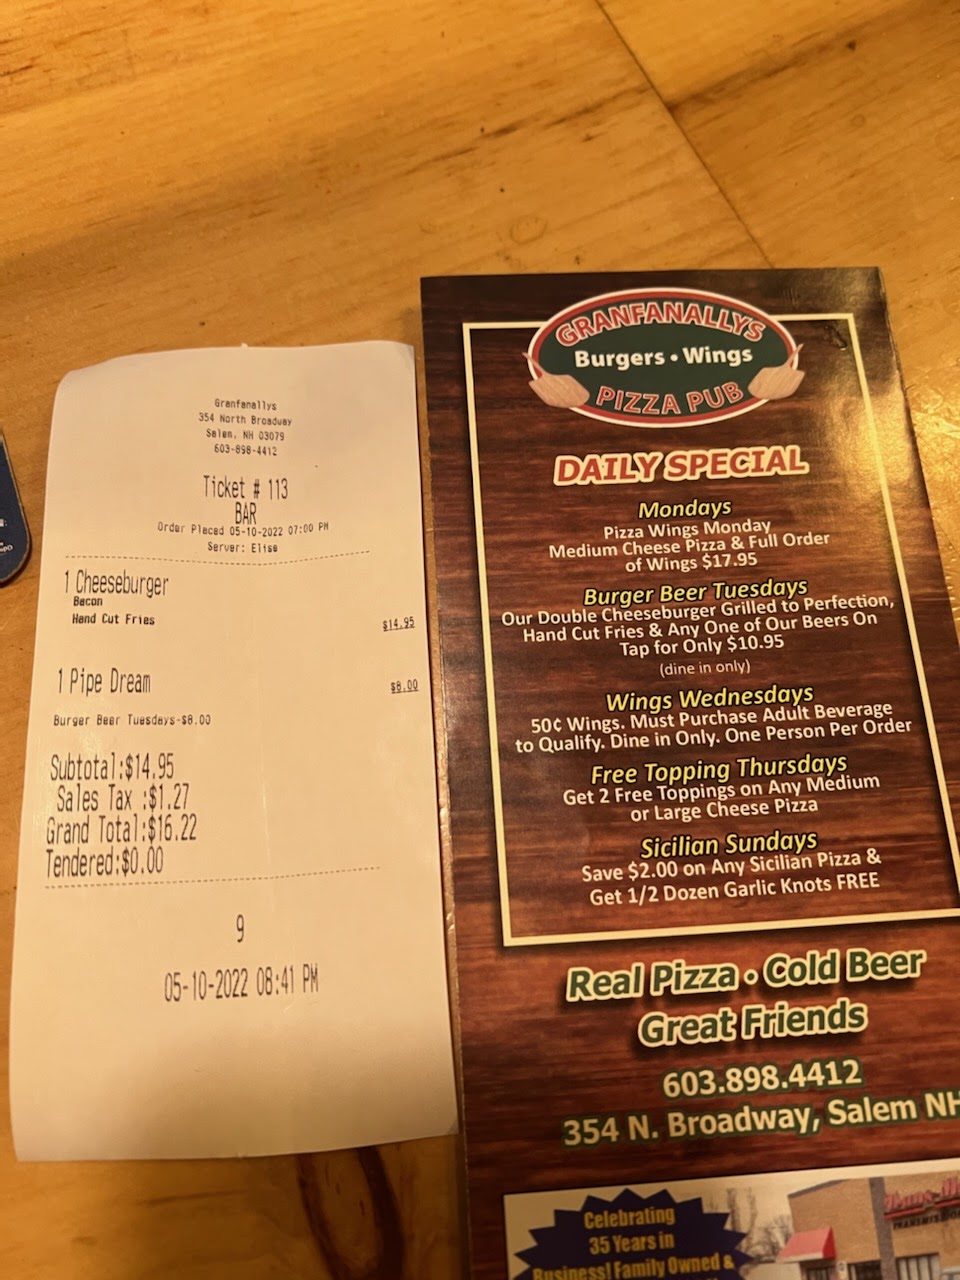 Granfanallys
354 North Broadway
Salem, NH 03079
603-898-4412
Ticket # 113
BAR
Order Placed 05-10-2022 07:00 PM
Server: Elise
1 Cheeseburger
Bacon
Hand Cut Fries
$14.95
1 Pipe Dream
$8.00
Burger Beer Tuesdays-$8.00
Subtotal:$14.95
Sales Tax :$1.27
Grand Total:$16.22
Tendered:$0.00
9
05-10-2022 08:41 PM
GRANFANALLYS
Burgers • Wings
PIZZA PUB
DAILY SPECIAL
Mondays
Pizza Wings Monday
Medium Cheese Pizza & Full Order
of Wings $17.95
Burger Beer Tuesdays
Our Double Cheeseburger Grilled to Perfection,
Hand Cut Fries & Any One of Our Beers On
Tap for Only $10.95
(dine in only)
Wings Wednesdays
50¢ Wings. Must Purchase Adult Beverage
to Qualify. Dine in Only. One Person Per Order
Free Topping Thursdays
Get 2 Free Toppings on Any Medium
or Large Cheese Pizza
Sicilian Sundays
Save $2.00 on Any Sicilian Pizza &
Get 1/2 Dozen Garlic Knots FREE
Real Pizza • Cold Beer
Great Friends
603.898.4412
354 N. Broadway, Salem NH
Celebrating
35 Years in
Business! Family Owned &